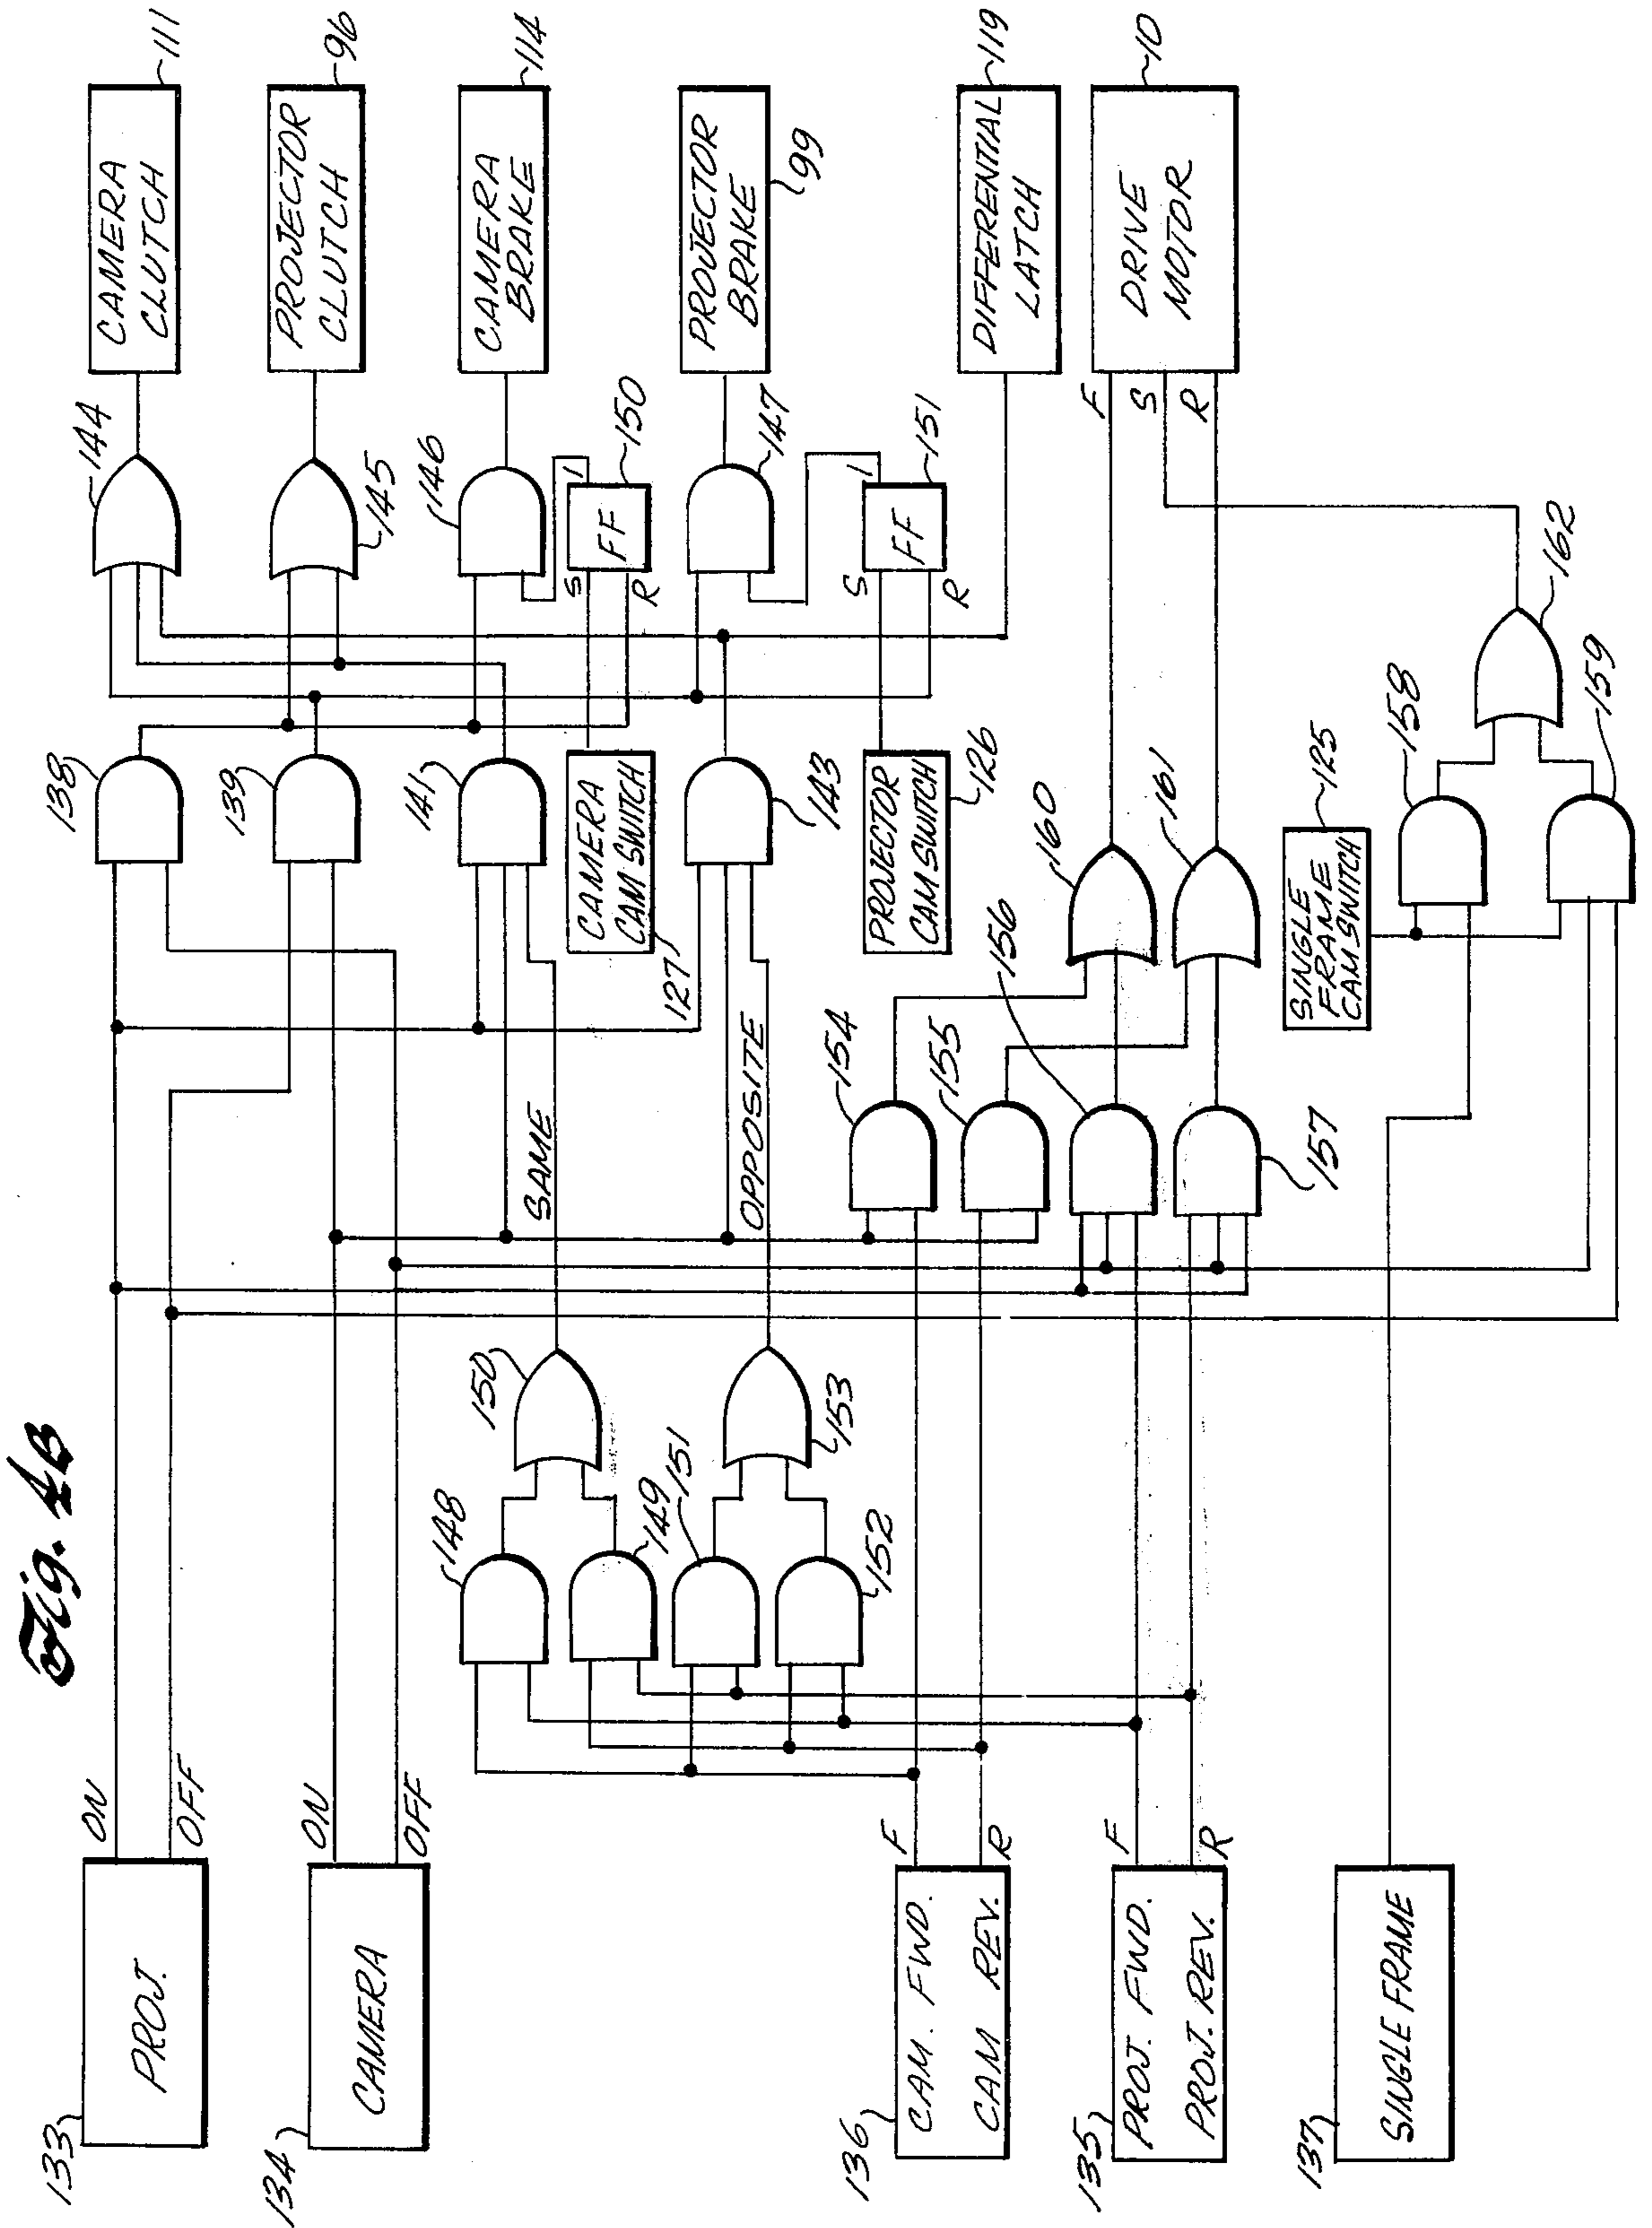 Fig. 4B
133
PROJ.
ON
OFF
134
CAMERA
ON
OFF
136
CAM. FWD.
CAM REV.
F
R
135
PROJ. FWD.
PROJ. REV.
F
R
137
SINGLE FRAME
148
149
151
152
150
153
SAME
OPPOSITE
138
139
141
143
127
CAMERA
CAM SWITCH
PROJECTOR
CAM SWITCH
126
154
155
156
157
160
161
SINGLE
FRAME
CAM SWITCH
125
158
159
162
144
145
146
147
S
R
1
FF
150
S
R
1
FF
151
CAMERA
CLUTCH
111
PROJECTOR
CLUTCH
96
CAMERA
BRAKE
114
PROJECTOR
BRAKE
99
DIFFERENTIAL
LATCH
119
F
S
R
DRIVE
MOTOR
10